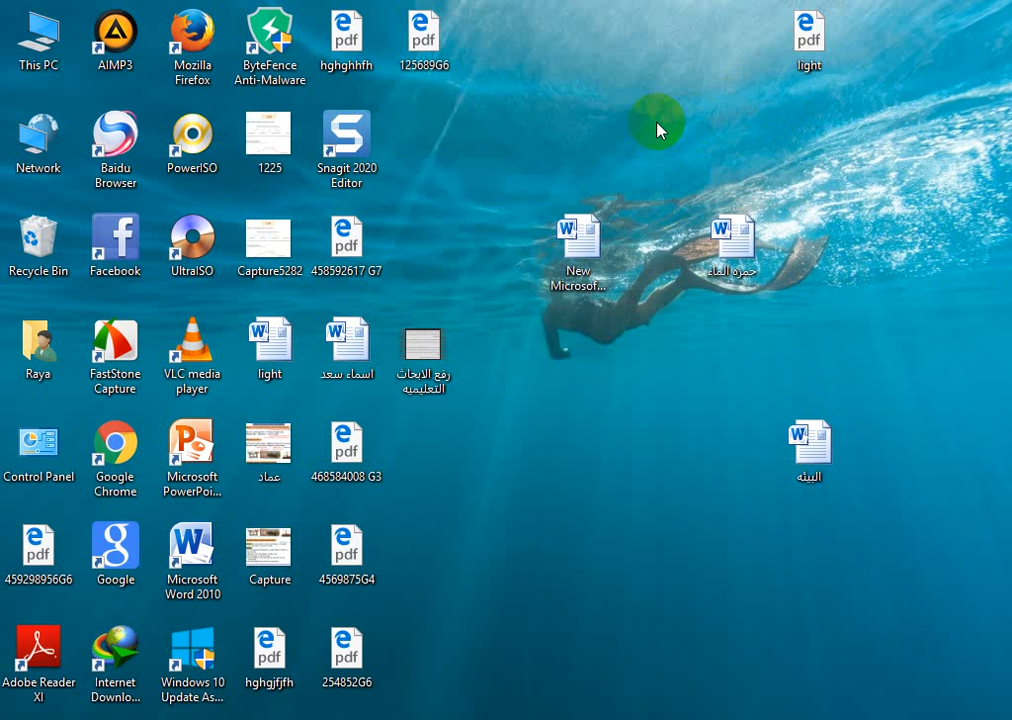 This PC
AIMP3
Mozilla
Firefox
ByteFence
Anti-Malware
hghghhfh
125689G6
light
Network
Baidu
Browser
PowerISO
1225
Snagit 2020
Editor
Recycle Bin
Facebook
UltraISO
Capture5282
458592617 G7
New
Microsof...
حمزه الماء
Raya
FastStone
Capture
VLC media
player
light
اسماء سعد
رفع الابحاث
التعليميه
Control Panel
Google
Chrome
Microsoft
PowerPoi...
عماد
468584008 G3
البيئه
459298956G6
Google
Microsoft
Word 2010
Capture
4569875G4
Adobe Reader
XI
Internet
Downlo...
Windows 10
Update As...
hghgjfjfh
254852G6